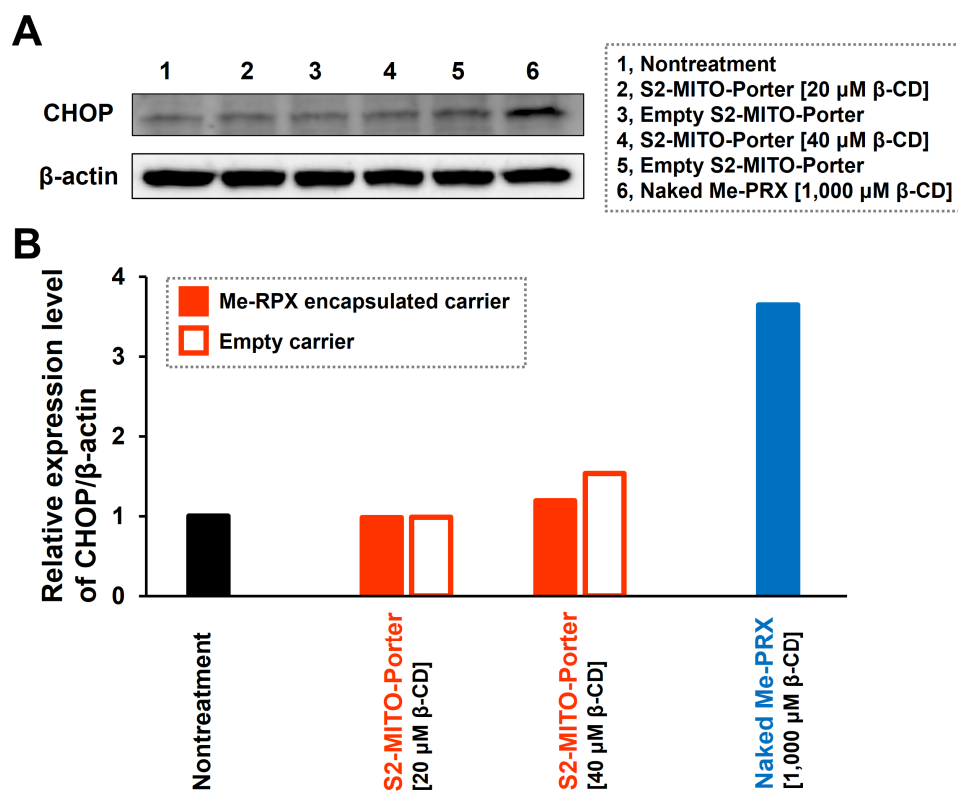 A
1 2 3 4 5 6
CHOP
β-actin
1, Nontreatment
2, S2-MITO-Porter [20 μM β-CD]
3, Empty S2-MITO-Porter
4, S2-MITO-Porter [40 μM β-CD]
5, Empty S2-MITO-Porter
6, Naked Me-PRX [1,000 μM β-CD]
B
Relative expression level
of CHOP/β-actin
4
3
2
1
0
Me-RPX encapsulated carrier
Empty carrier
Nontreatment
S2-MITO-Porter
[20 μM β-CD]
S2-MITO-Porter
[40 μM β-CD]
Naked Me-PRX
[1,000 μM β-CD]